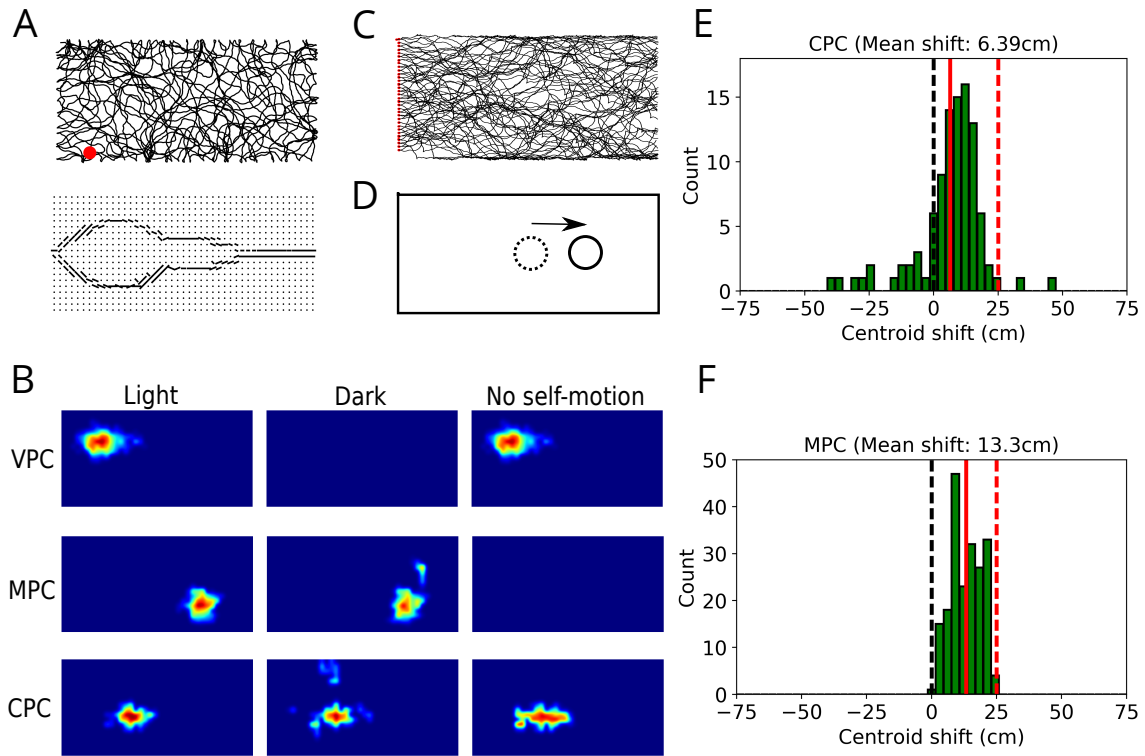 A
C
D
E
CPC (Mean shift: 6.39cm)
Count
15
10
5
0
−75
−50
−25
0
25
50
75
Centroid shift (cm)
B
Light
Dark
No self-motion
VPC
MPC
CPC
F
MPC (Mean shift: 13.3cm)
Count
50
40
30
20
10
0
−75
−50
−25
0
25
50
75
Centroid shift (cm)